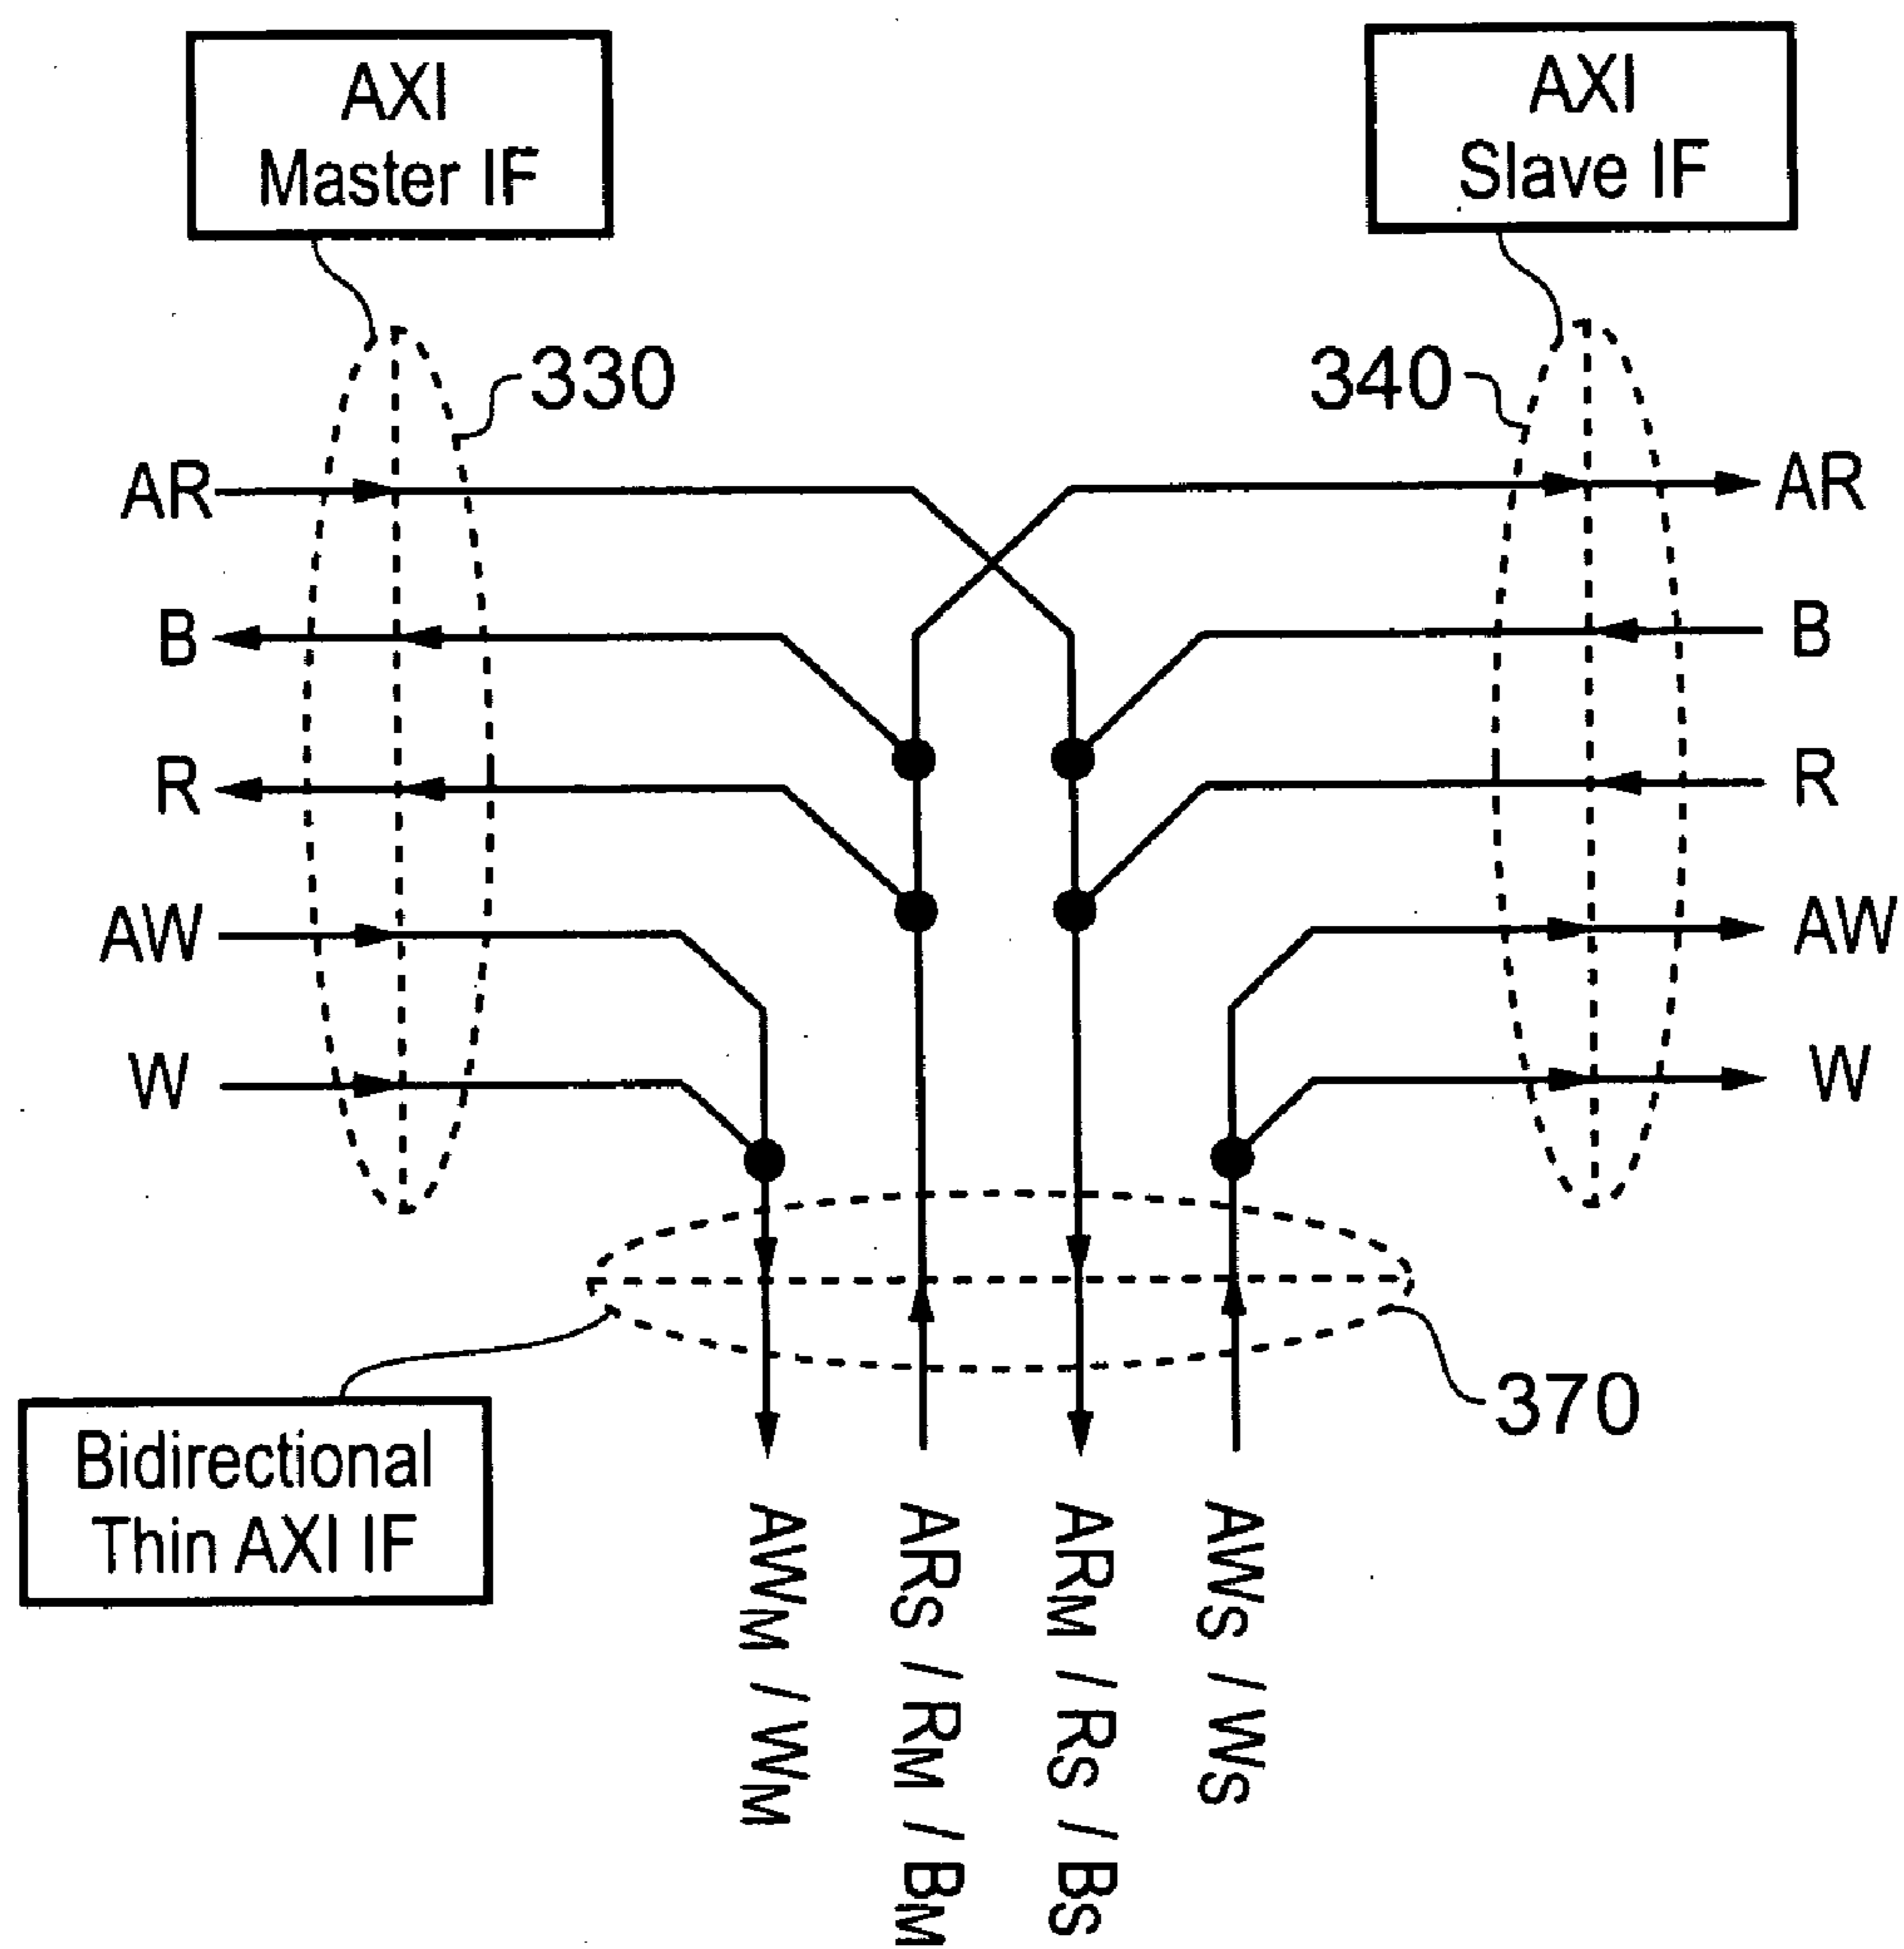 AXI
Master IF
AXI
Slave IF
330
340
AR
AR
B
B
R
R
AW
AW
W
W
370
Bidirectional
Thin AXI IF
AWM / WM
ARS / RM / BM
ARM / RS / BS
AWS / WS